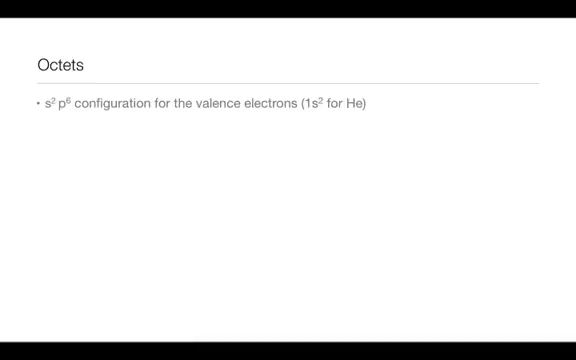 Octets
• s² p⁶ configuration for the valence electrons (1s² for He)